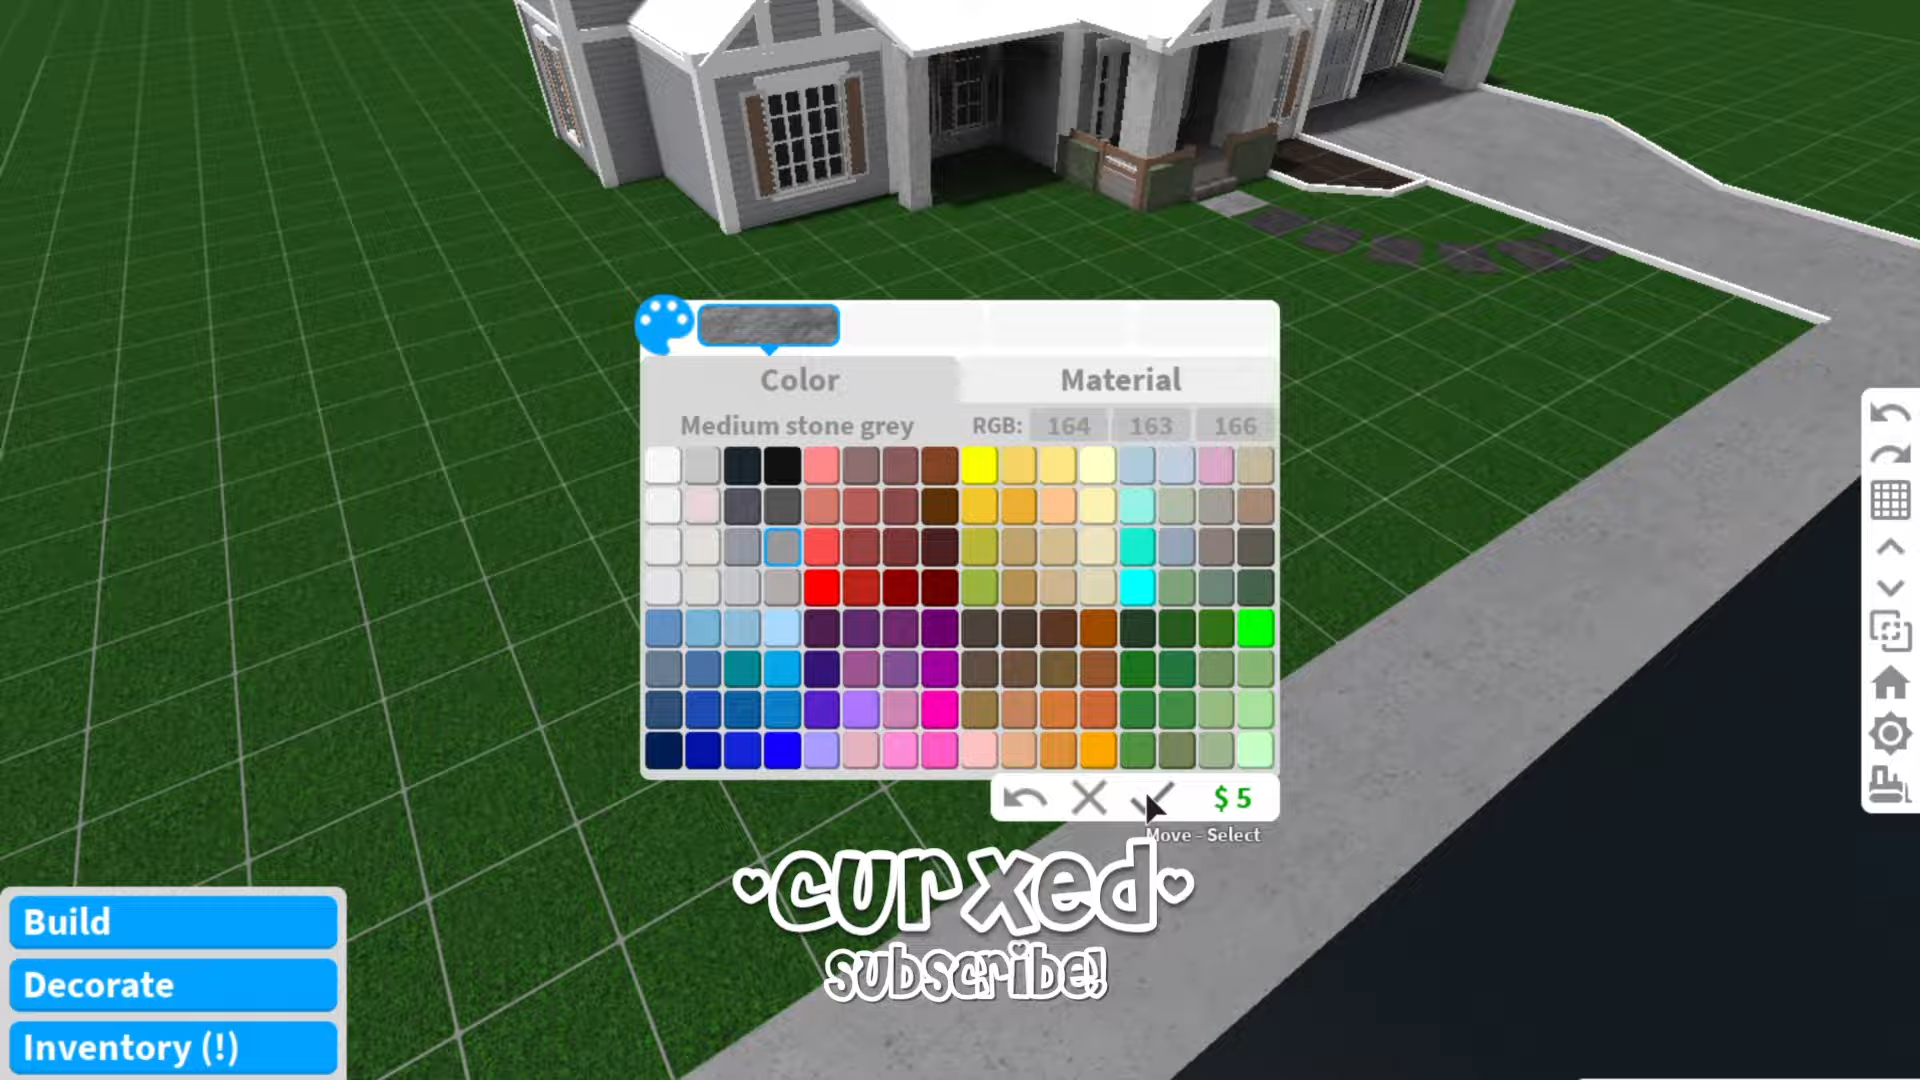 Color
Material
Medium stone grey
RGB: 164 163 166
$ 5
Move - Select
•curxed•
subscribe!
Build
Decorate
Inventory (!)